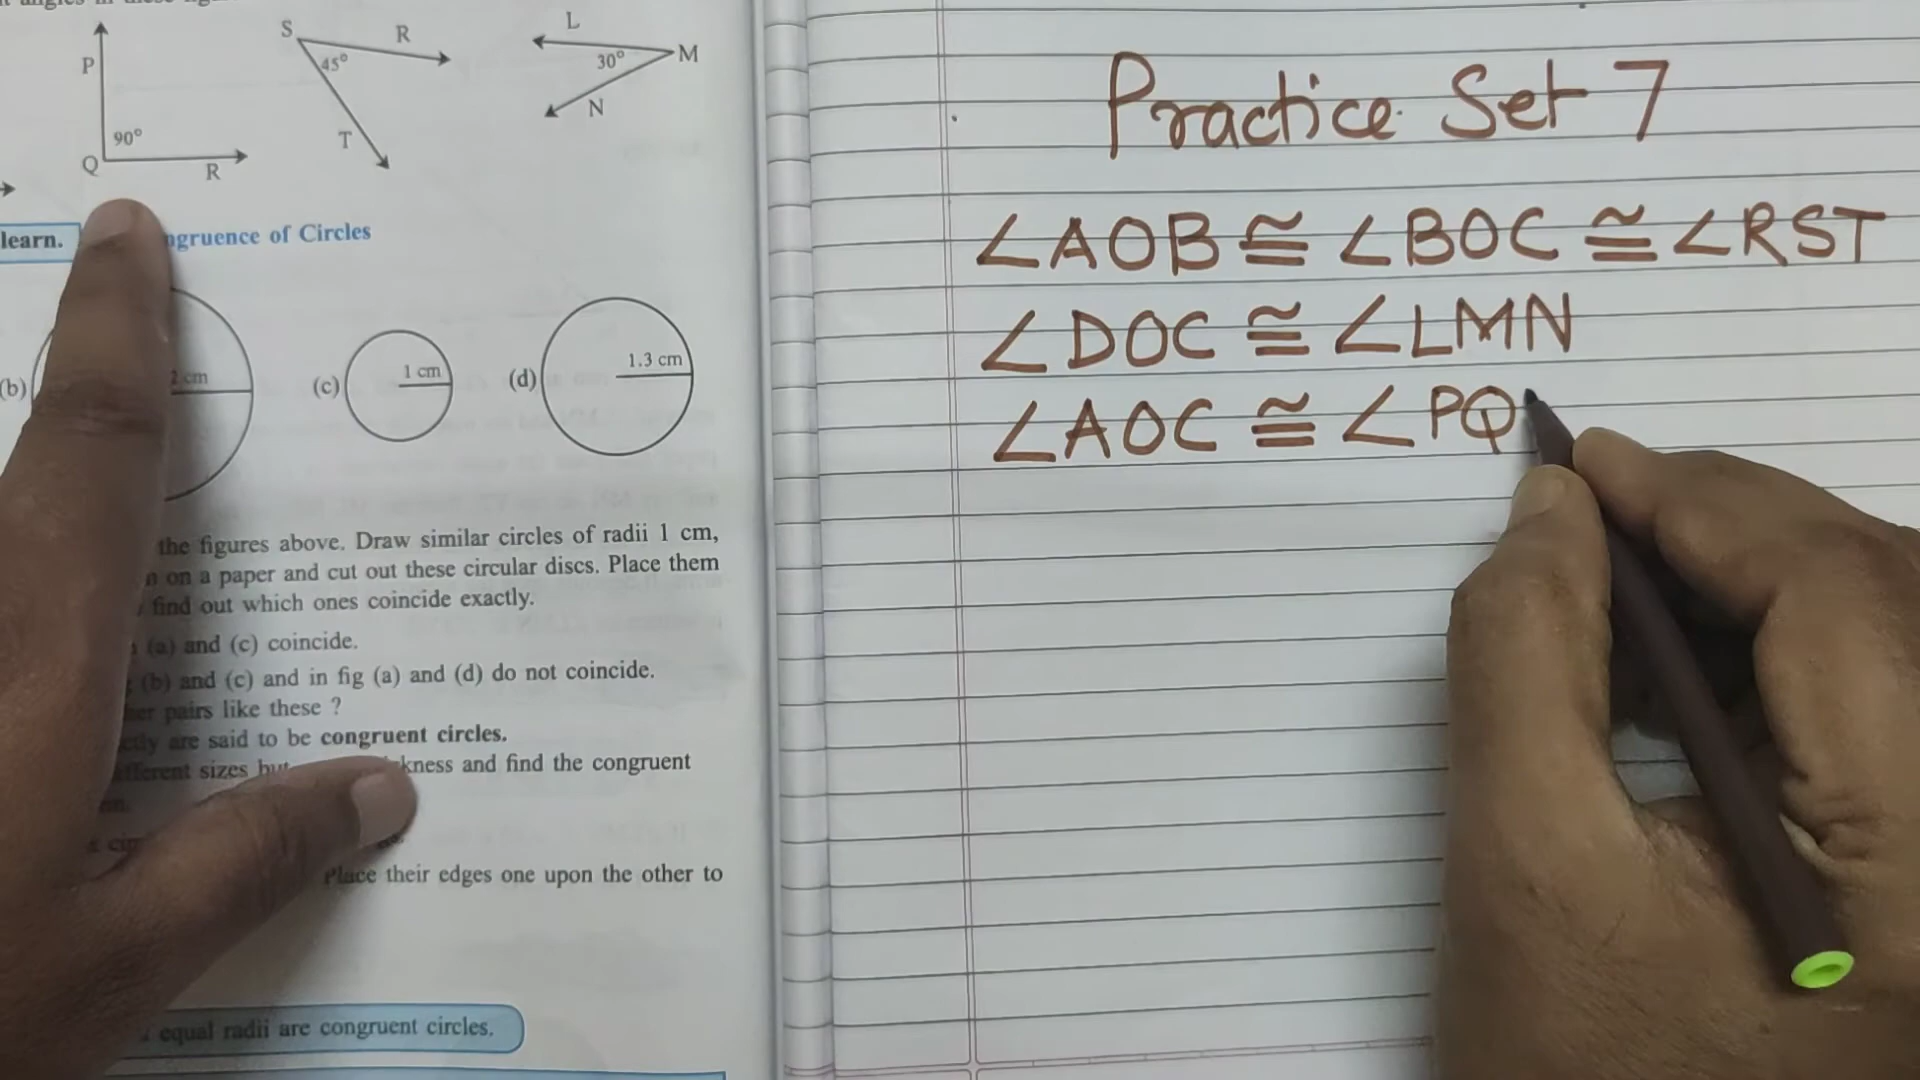 P
90°
Q
R
S
R
45°
T
L
30°
M
N
learn.
ngruence of Circles
(b)
2 cm
(c)
1 cm
(d)
1.3 cm
the figures above. Draw similar circles of radii 1 cm,
on a paper and cut out these circular discs. Place them
find out which ones coincide exactly.
(a) and (c) coincide.
(b) and (c) and in fig (a) and (d) do not coincide.
pairs like these ?
are said to be congruent circles.
sizes kness and find the congruent
Place their edges one upon the other to
equal radii are congruent circles.
Practice Set 7
∠AOB ≅ ∠BOC ≅ ∠RST
∠DOC ≅ ∠LMN
∠AOC ≅ ∠PQ